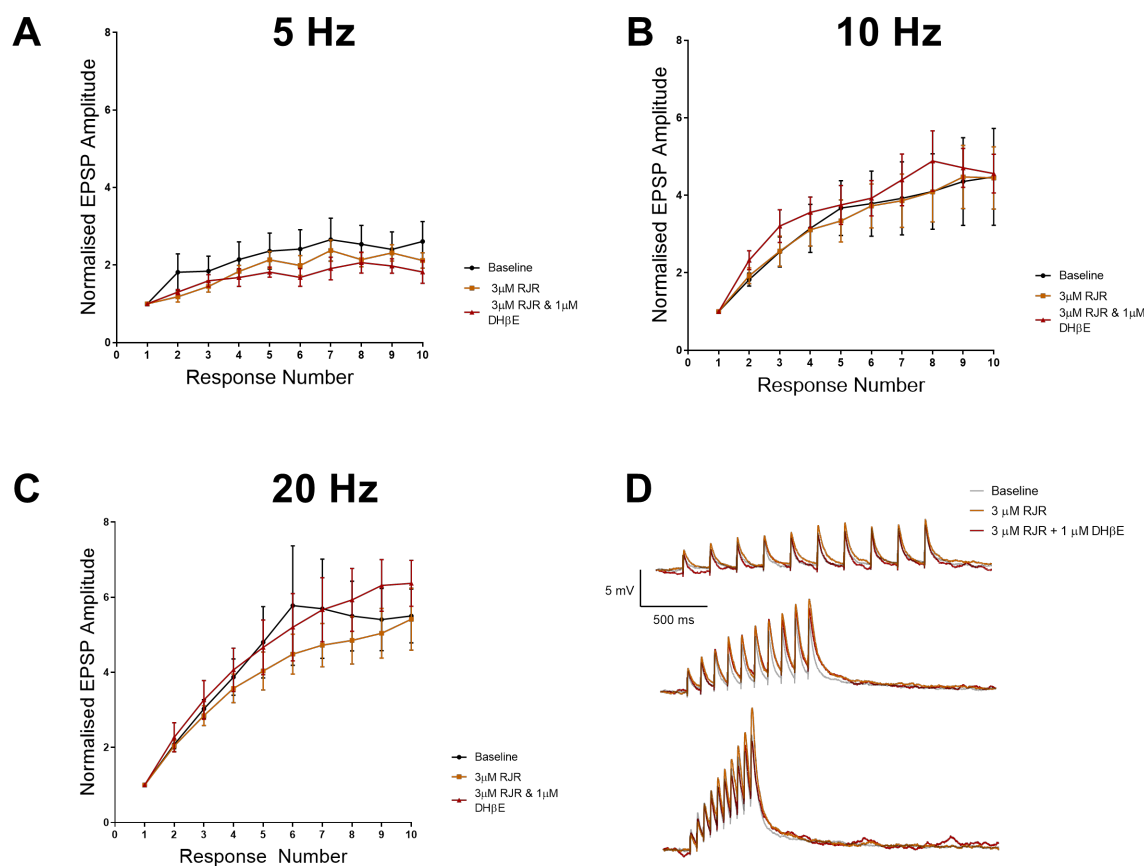 A
5 Hz
Normalised EPSP Amplitude
8
6
4
2
0
0 1 2 3 4 5 6 7 8 9 10
Response Number
Baseline
3μM RJR
3μM RJR & 1μM
DHβE
B
10 Hz
Normalised EPSP Amplitude
8
6
4
2
0
0 1 2 3 4 5 6 7 8 9 10
Response Number
Baseline
3μM RJR
3μM RJR & 1μM
DHβE
C
20 Hz
Normalised EPSP Amplitude
8
6
4
2
0
0 1 2 3 4 5 6 7 8 9 10
Response Number
Baseline
3μM RJR
3μM RJR & 1μM
DHβE
D
Baseline
3 μM RJR
3 μM RJR + 1 μM DHβE
5 mV
500 ms